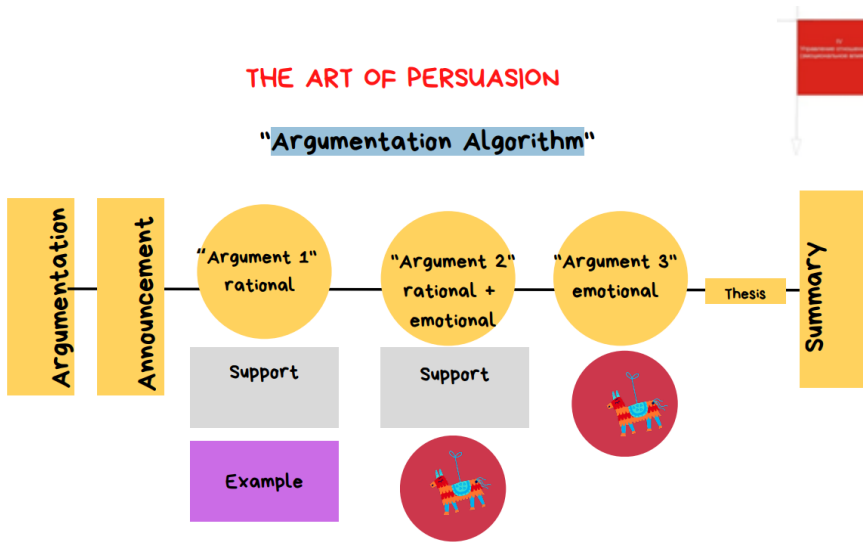 THE ART OF PERSUASION
"Argumentation Algorithm"
Argumentation
Announcement
"Argument 1"
rational
"Argument 2"
rational +
emotional
"Argument 3"
emotional
Thesis
Summary
Support
Support
Example
IV